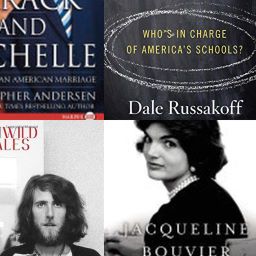 RACK
AND
CHELLE
AN AMERICAN MARRIAGE
PHER ANDERSEN
TIMES BESTSELLING AUTHOR
WHO"S IN CHARGE
OF AMERICA'S SCHOOLS?
Dale Russakoff
WILD
ALES
JACQUELINE
BOUVIER